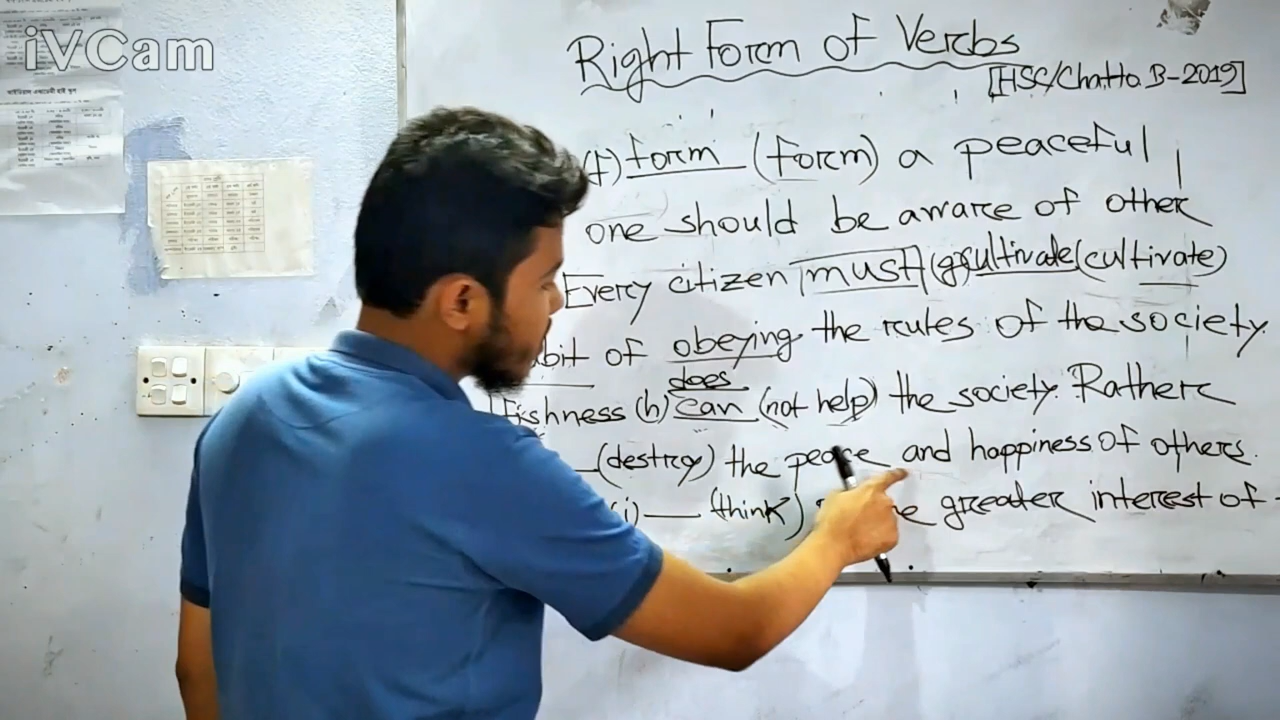 iVCam
Right Form of Verbs
[HSC/Chatto.B-2019]
(f) form (form) a peaceful
one should be aware of other
Every citizen must (g) cultivate (cultivate)
bit of obeying the rules of the society.
does
lfishness (h) can (not help) the society. Rather
(destroy) the peace and happiness of others.
(i) (think) greater interest of